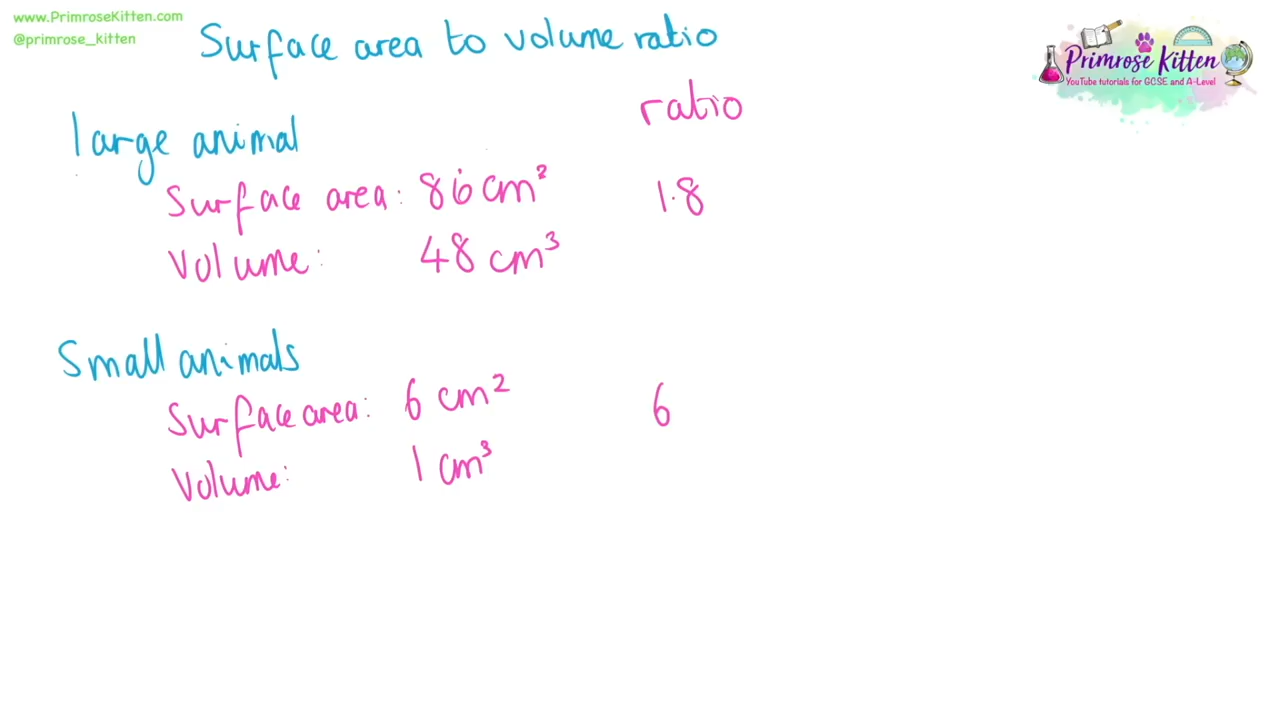 www.PrimroseKitten.com
@primrose_kitten
Surface area to volume ratio
Primrose Kitten
YouTube tutorials for GCSE and A-Level
ratio
large animal
Surface area: 86 cm² 1.8
Volume: 48 cm³
Small animals
Surface area: 6 cm² 6
Volume: 1 cm³